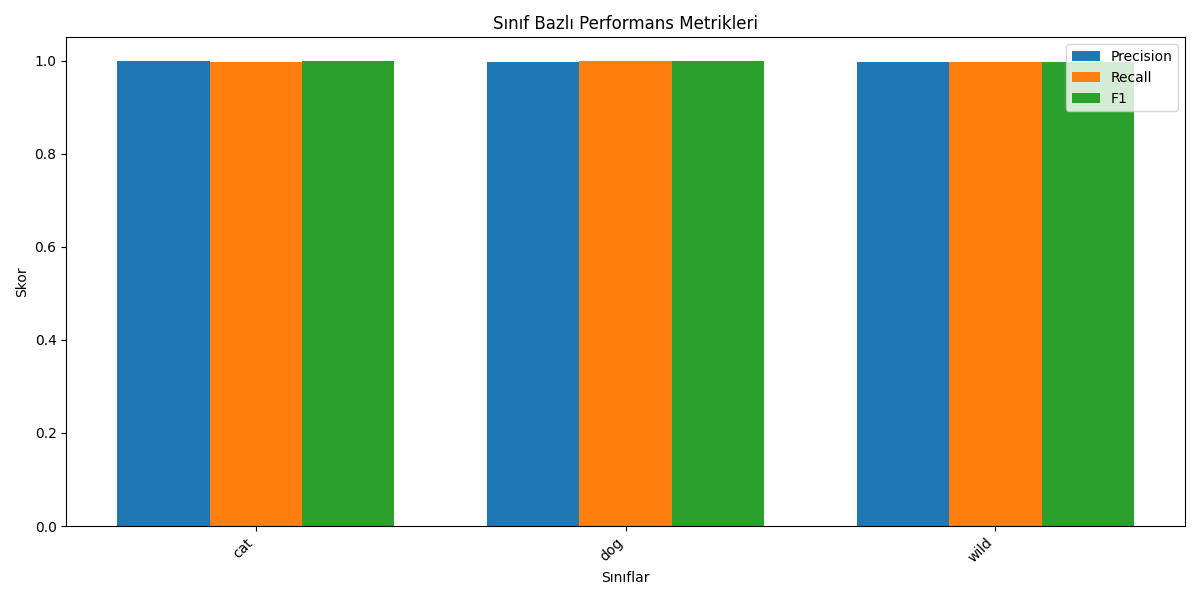 Sınıf Bazlı Performans Metrikleri
Precision
Recall
F1
1.0
0.8
0.6
0.4
0.2
0.0
Skor
cat
dog
wild
Sınıflar